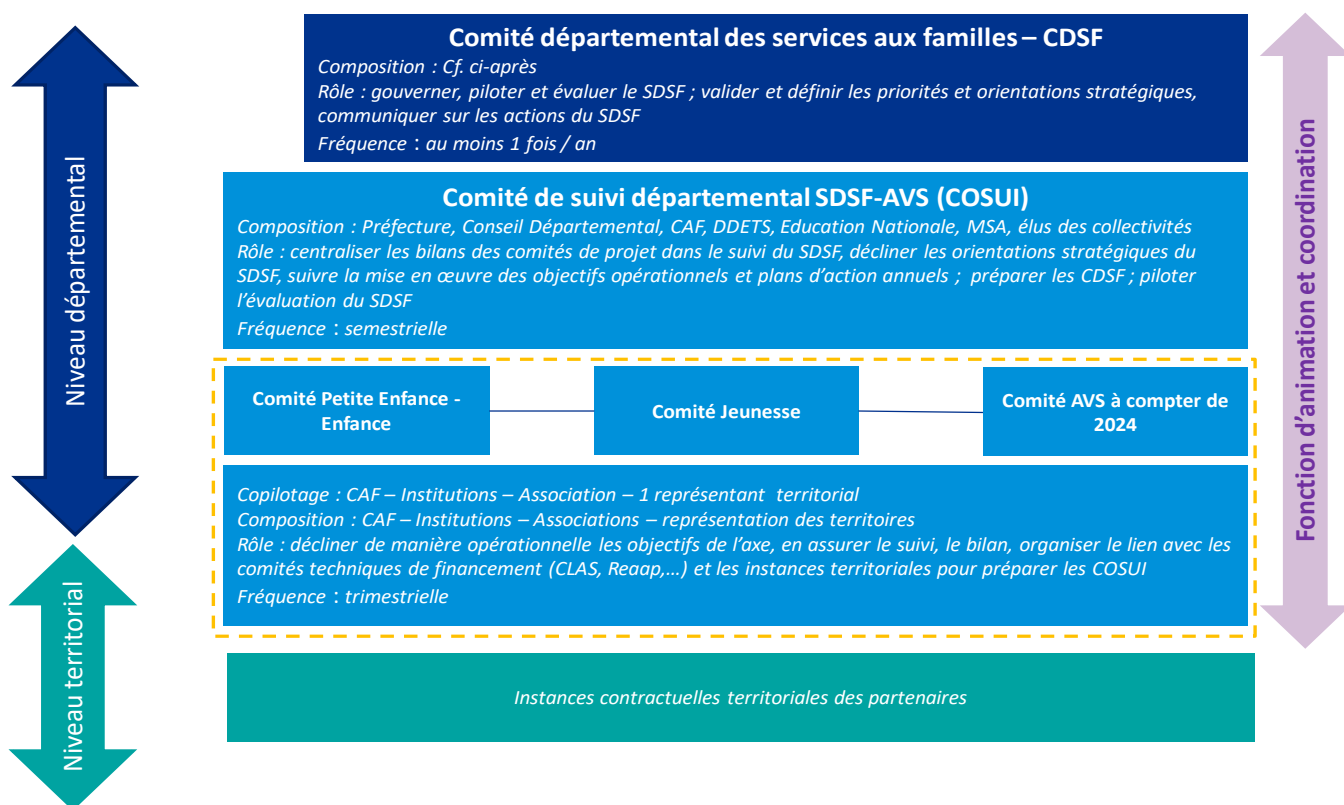 Comité départemental des services aux familles – CDSF
Composition : Cf. ci-après
Rôle : gouverner, piloter et évaluer le SDSF ; valider et définir les priorités et orientations stratégiques,
communiquer sur les actions du SDSF
Fréquence : au moins 1 fois / an
Niveau départemental
Comité de suivi départemental SDSF-AVS (COSUI)
Composition : Préfecture, Conseil Départemental, CAF, DDETS, Education Nationale, MSA, élus des collectivités
Rôle : centraliser les bilans des comités de projet dans le suivi du SDSF, décliner les orientations stratégiques du
SDSF, suivre la mise en œuvre des objectifs opérationnels et plans d’action annuels ; préparer les CDSF ; piloter
l’évaluation du SDSF
Fréquence : semestrielle
Fonction d’animation et coordination
Comité Petite Enfance -
Enfance
Comité Jeunesse
Comité AVS à compter de
2024
Copilotage : CAF – Institutions – Association – 1 représentant territorial
Composition : CAF – Institutions – Associations – représentation des territoires
Rôle : décliner de manière opérationnelle les objectifs de l’axe, en assurer le suivi, le bilan, organiser le lien avec les
comités techniques de financement (CLAS, Reaap,…) et les instances territoriales pour préparer les COSUI
Fréquence : trimestrielle
Niveau territorial
Instances contractuelles territoriales des partenaires